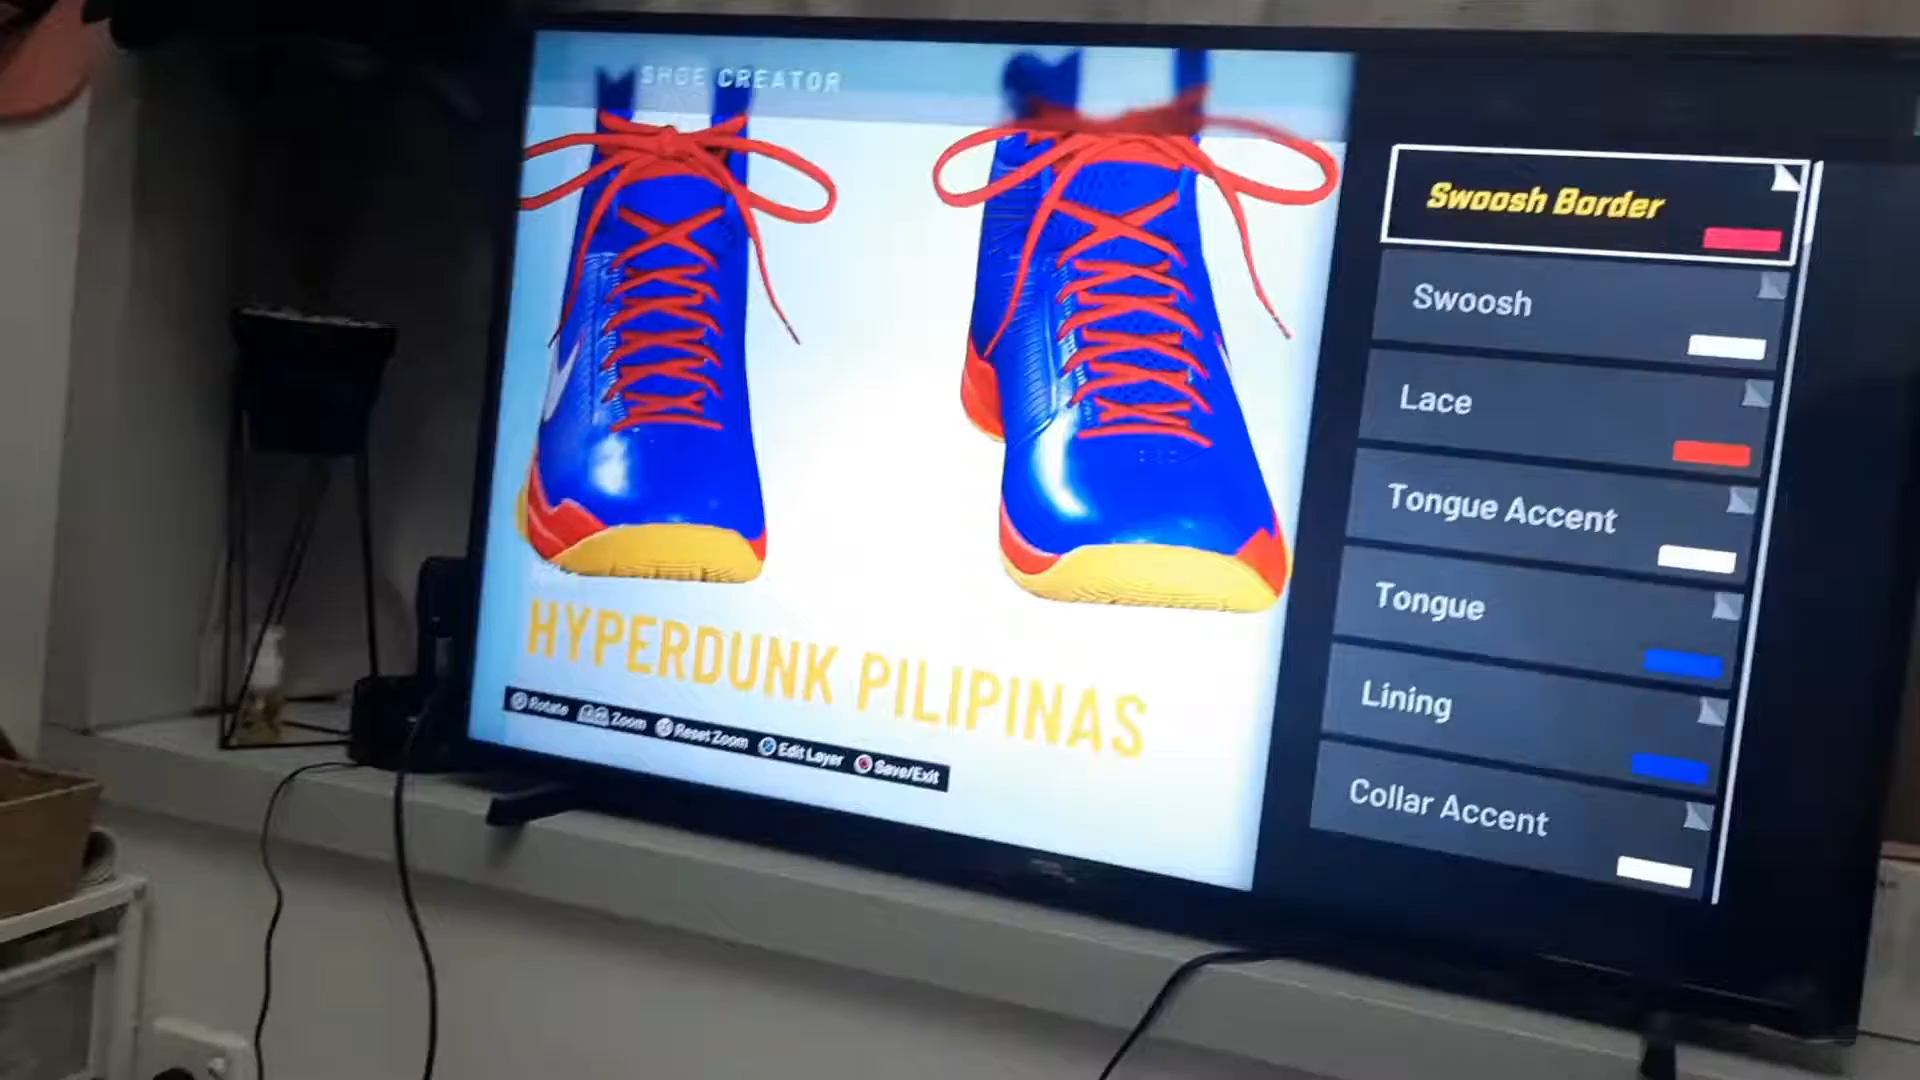 SHOE CREATOR
HYPERDUNK PILIPINAS
Rotate Zoom Reset Zoom Edit Layer Save/Exit
Swoosh Border
Swoosh
Lace
Tongue Accent
Tongue
Lining
Collar Accent